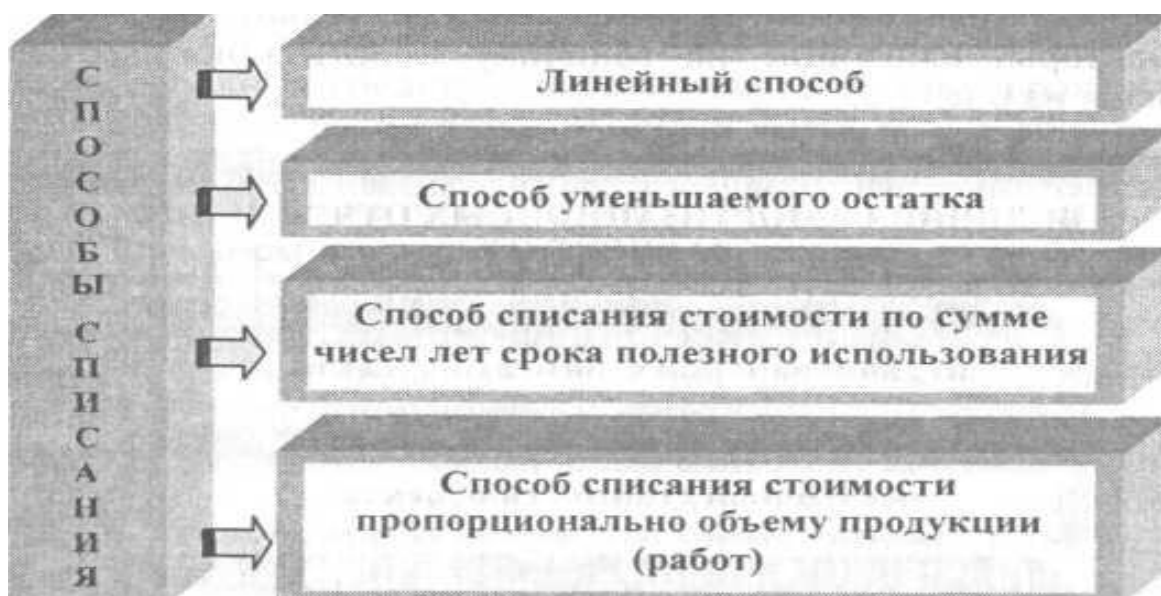 СПОСОБЫ СПИСАНИЯ
Линейный способ
Способ уменьшаемого остатка
Способ списания стоимости по сумме
чисел лет срока полезного использования
Способ списания стоимости
пропорционально объему продукции
(работ)